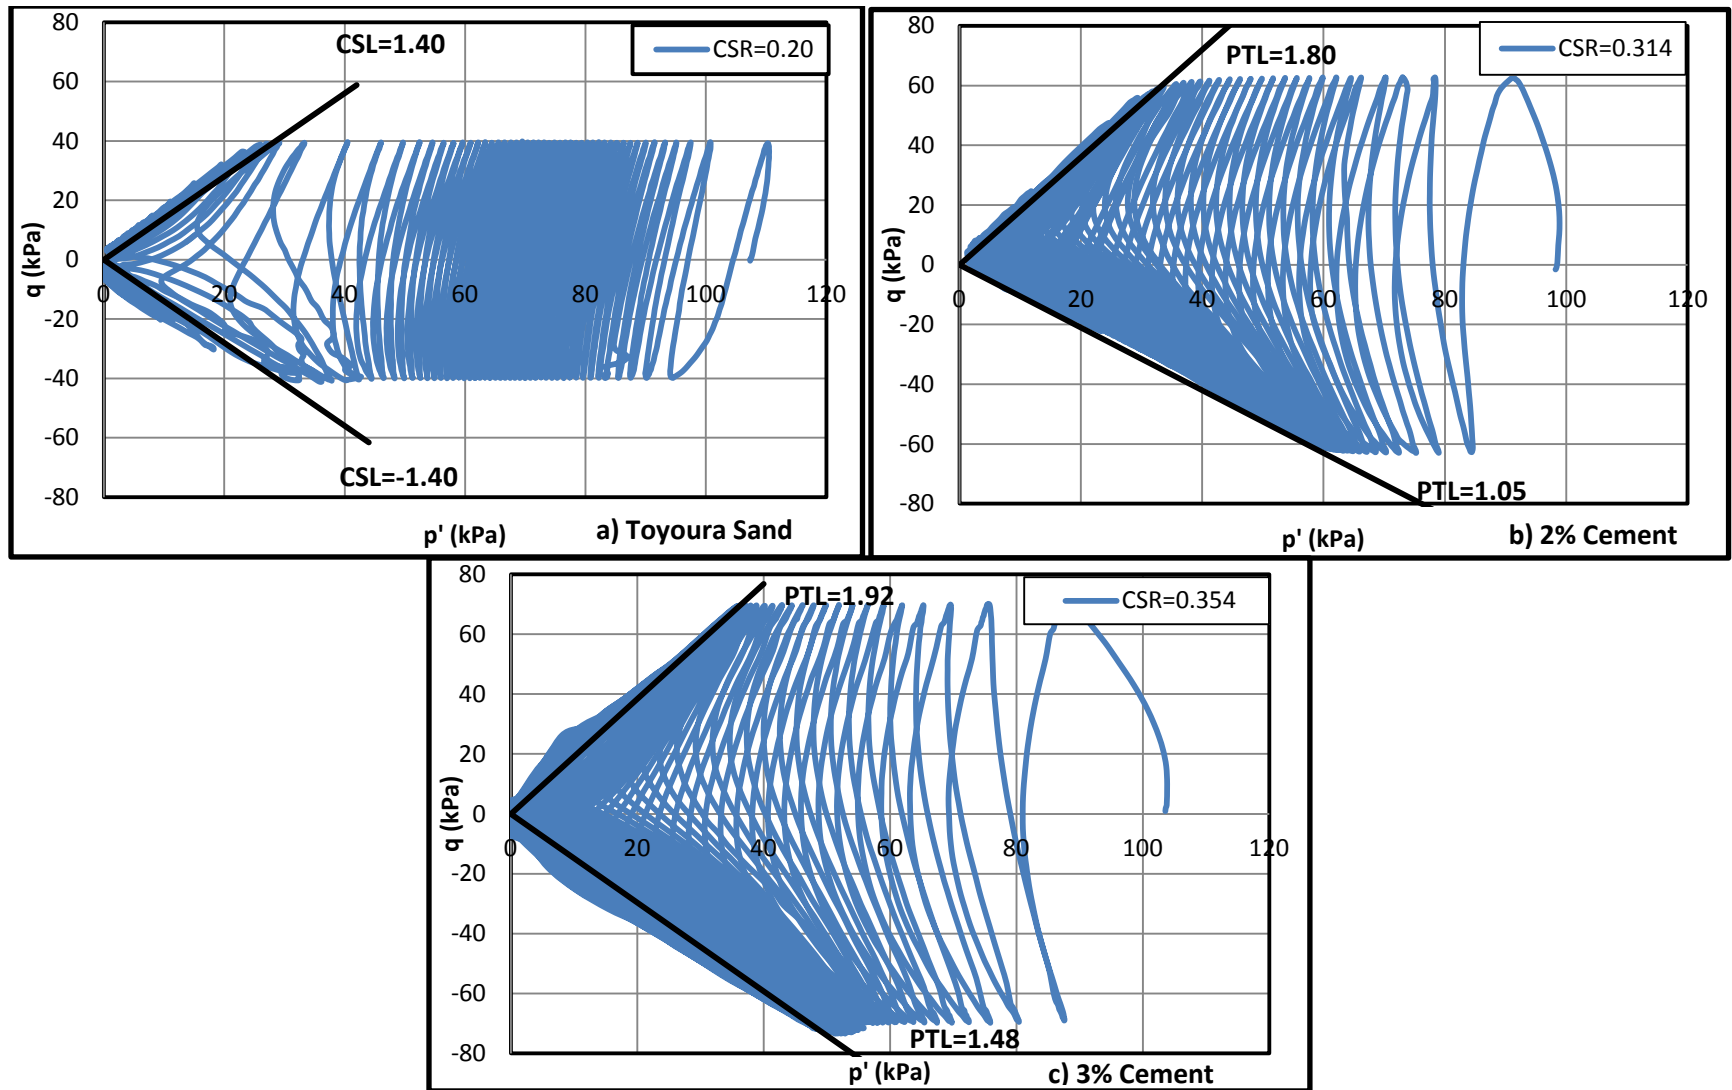 80
60
40
20
0
-20
-40
-60
-80
0
20
40
60
80
100
120
q (kPa)
p' (kPa)
CSL=1.40
CSR=0.20
CSL=-1.40
a) Toyoura Sand
80
60
40
20
0
-20
-40
-60
-80
0
20
40
60
80
100
120
q (kPa)
p' (kPa)
PTL=1.80
CSR=0.314
PTL=1.05
b) 2% Cement
80
60
40
20
0
-20
-40
-60
-80
0
20
40
60
80
100
120
q (kPa)
p' (kPa)
PTL=1.92
CSR=0.354
PTL=1.48
c) 3% Cement